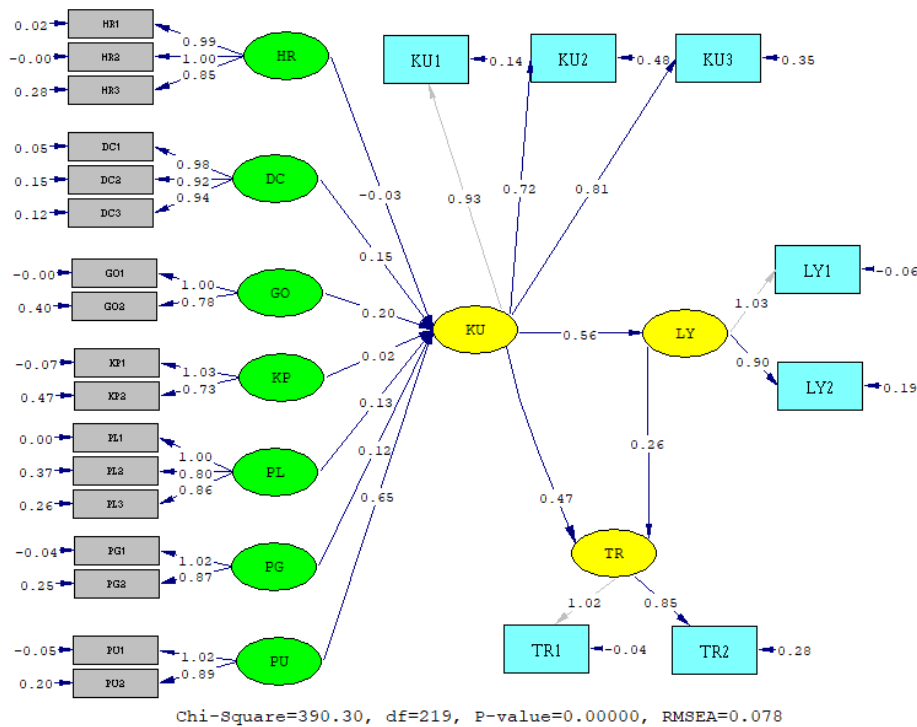 0.02 HR1 0.99
-0.00 HR2 1.00
0.28 HR3 0.85
HR
KU1 0.14
KU2 0.48
KU3 0.35
0.05 DC1 0.98
0.15 DC2 0.92
0.12 DC3 0.94
DC
-0.03
0.93
0.72
0.81
0.15
-0.00 GO1 1.00
0.40 GO2 0.78
GO
0.20
KU
0.56
LY
1.03
LY1 -0.06
0.90
LY2 0.19
-0.07 KP1 1.03
0.47 KP2 0.73
KP
0.02
0.00 PL1 1.00
0.37 PL2 0.80
0.26 PL3 0.86
PL
0.13
0.12
0.65
0.26
0.47
-0.04 PG1 1.02
0.25 PG2 0.87
PG
TR
1.02
0.85
-0.05 PU1 1.02
0.20 PU2 0.89
PU
TR1 -0.04
TR2 0.28
Chi-Square=390.30, df=219, P-value=0.00000, RMSEA=0.078